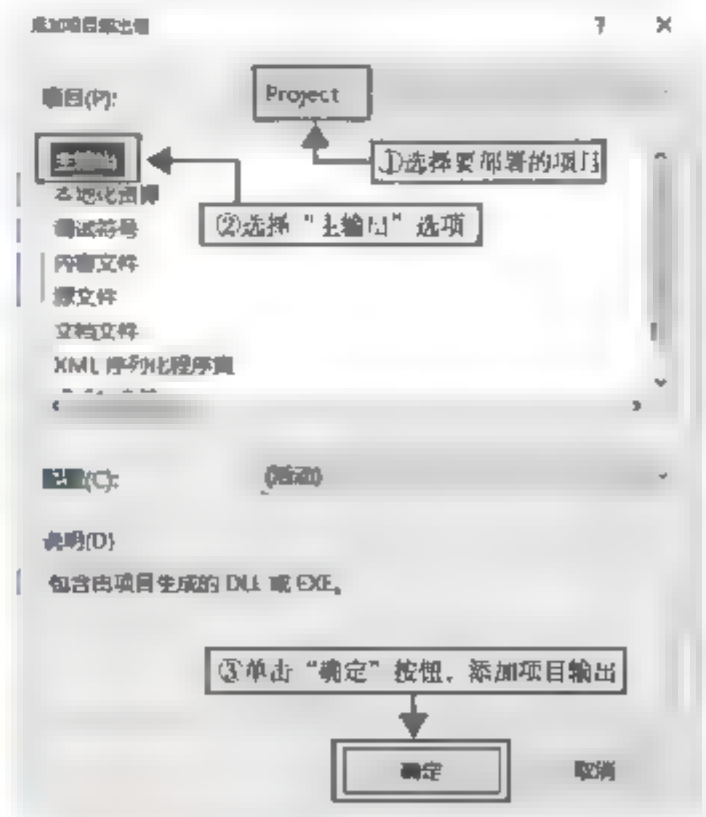 添加项目输出组
项目(P):
Project
①选择要部署的项目
主输出
本地化资源
②选择“主输出”选项
调试符号
内容文件
源文件
文档文件
XML 序列化程序集
配置(C):
(活动)
说明(D)
包含由项目生成的 DLL 或 EXE。
③单击“确定”按钮，添加项目输出
确定
取消